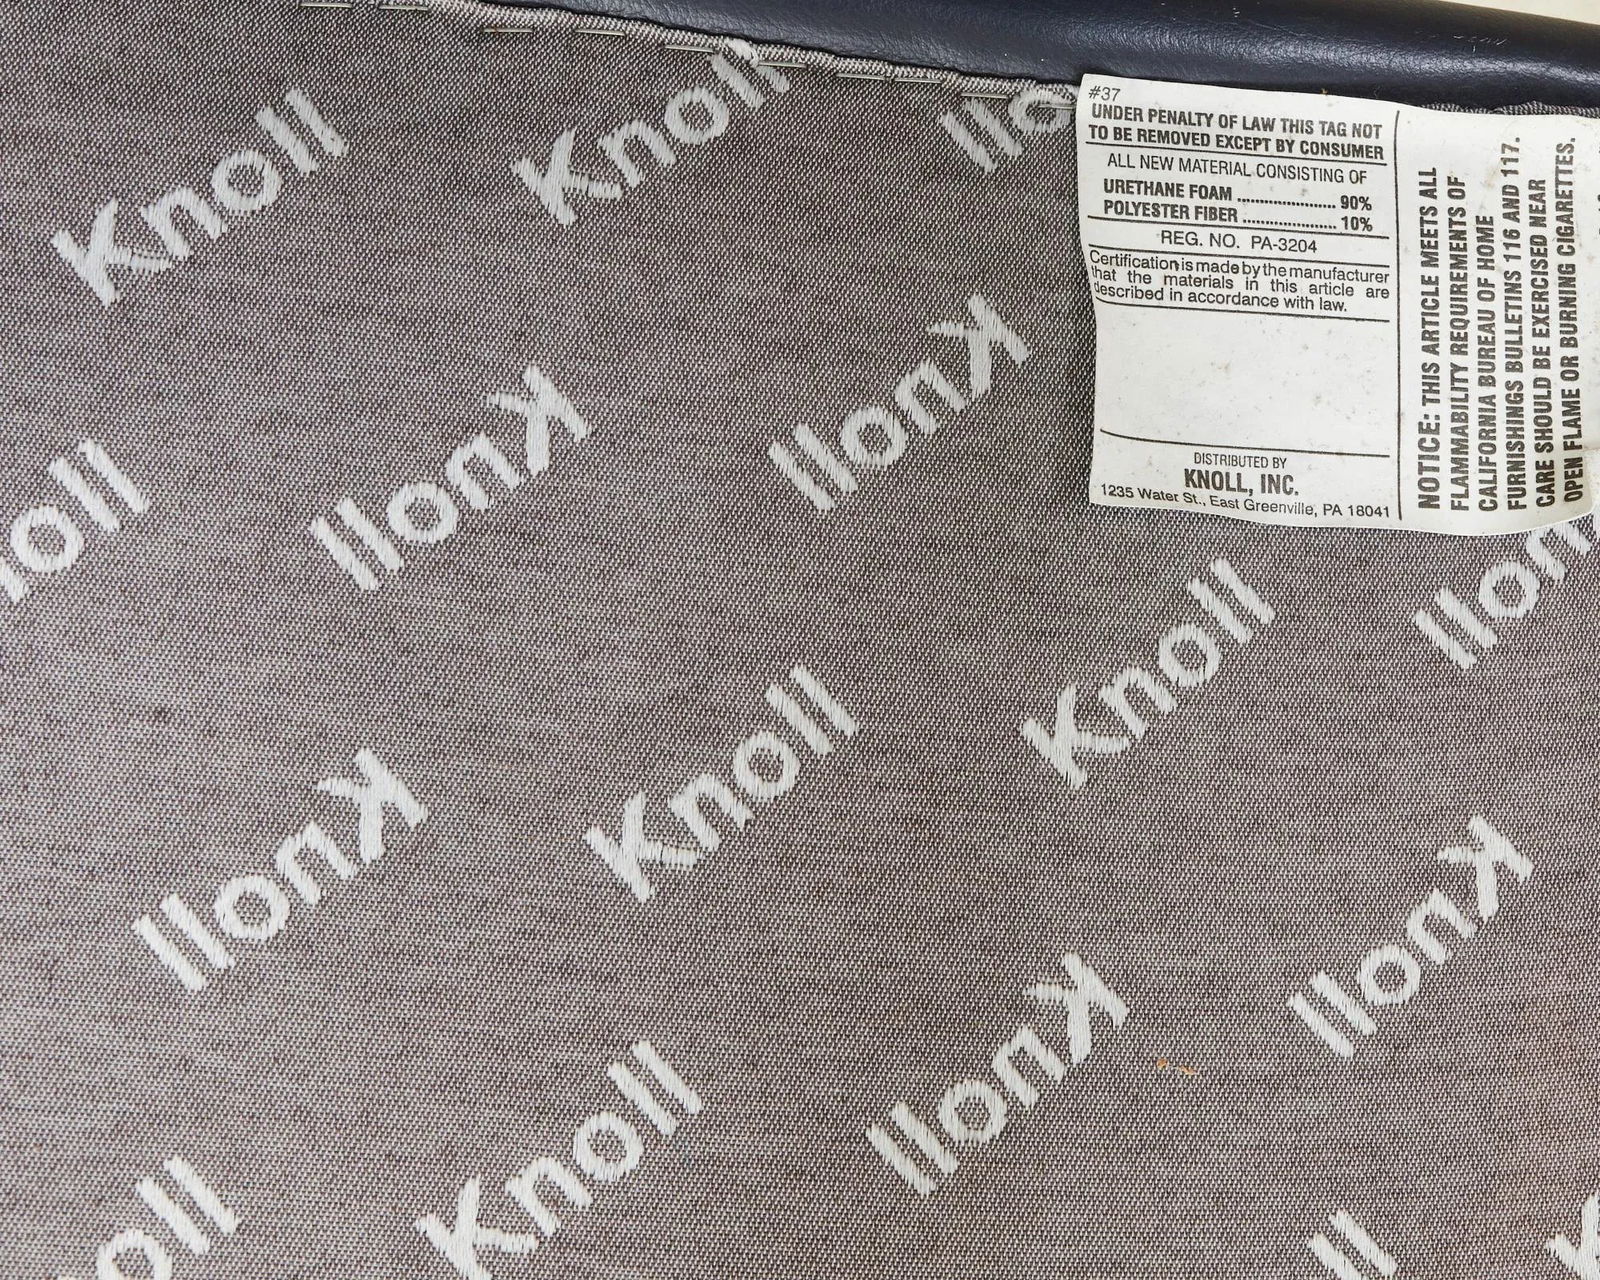 Knoll
Knoll
Knoll
Knoll
Knoll
Knoll
Knoll
Knoll
Knoll
Knoll
Knoll
Knoll
#37
UNDER PENALTY OF LAW THIS TAG NOT
TO BE REMOVED EXCEPT BY CONSUMER
ALL NEW MATERIAL CONSISTING OF
URETHANE FOAM ..................... 90%
POLYESTER FIBER .................... 10%
REG. NO. PA-3204
Certification is made by the manufacturer
that the materials in this article are
described in accordance with law.
DISTRIBUTED BY
KNOLL, INC.
1235 Water St., East Greenville, PA 18041
NOTICE: THIS ARTICLE MEETS ALL
FLAMMABILITY REQUIREMENTS OF
CALIFORNIA BUREAU OF HOME
FURNISHINGS BULLETINS 116 AND 117.
CARE SHOULD BE EXERCISED NEAR
OPEN FLAME OR BURNING CIGARETTES.